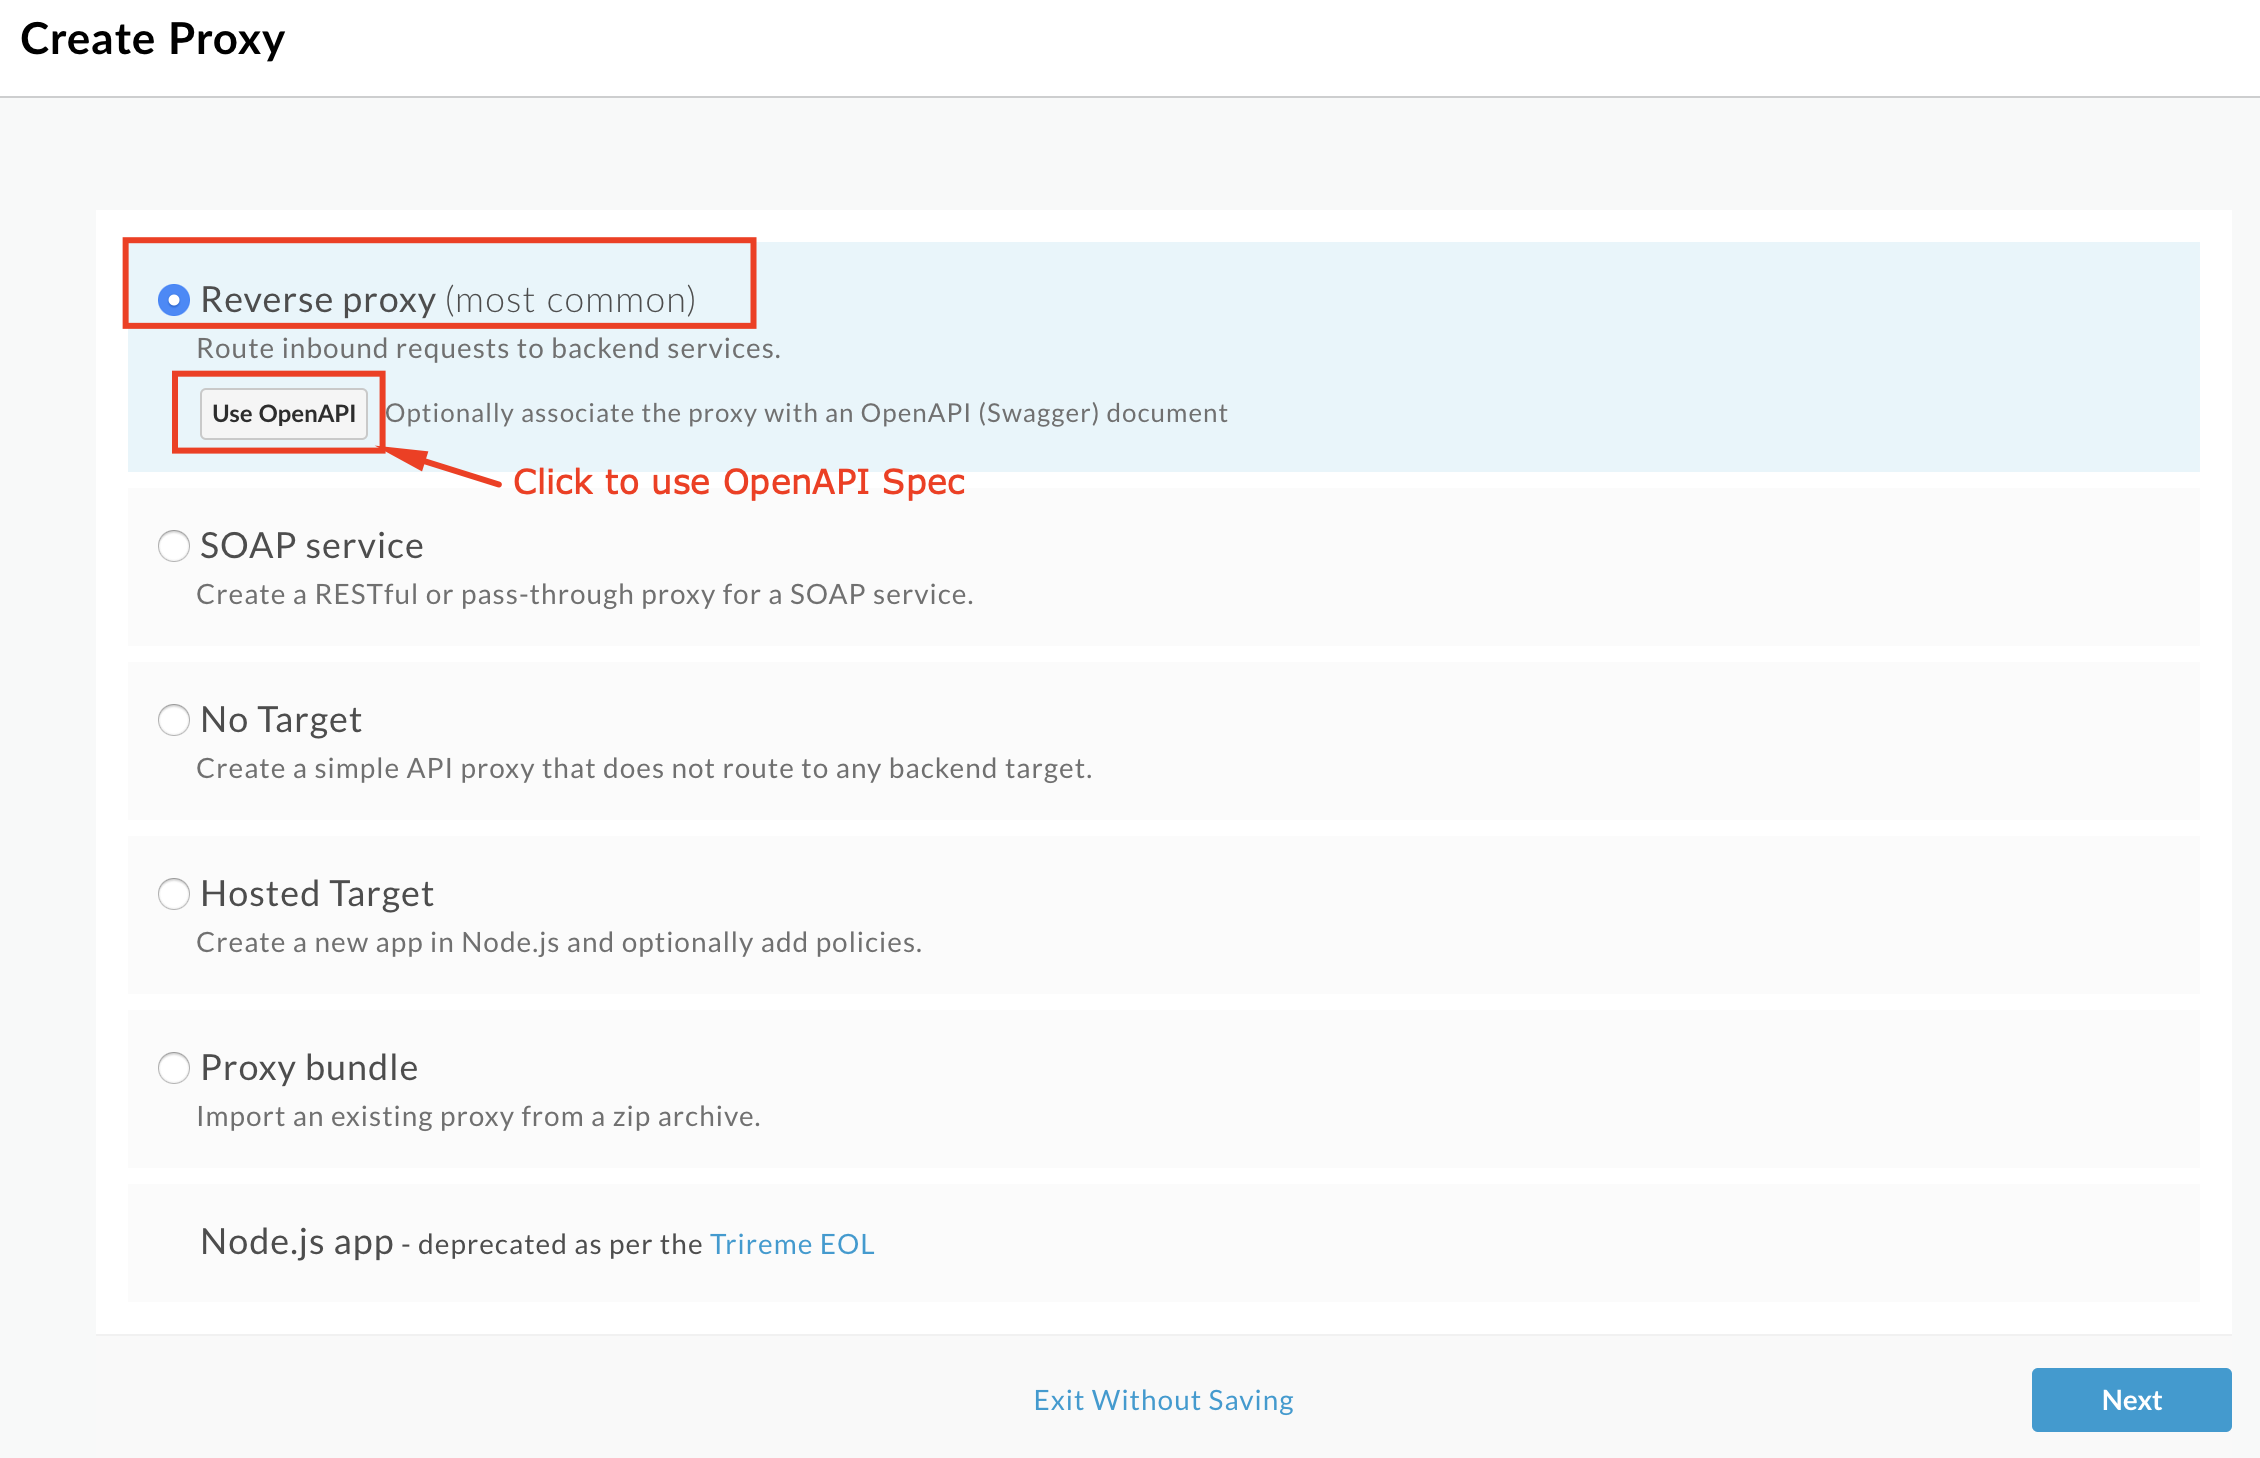 Create Proxy
Reverse proxy (most common)
Route inbound requests to backend services.
Use OpenAPI Optionally associate the proxy with an OpenAPI (Swagger) document
Click to use OpenAPI Spec
SOAP service
Create a RESTful or pass-through proxy for a SOAP service.
No Target
Create a simple API proxy that does not route to any backend target.
Hosted Target
Create a new app in Node.js and optionally add policies.
Proxy bundle
Import an existing proxy from a zip archive.
Node.js app - deprecated as per the Trireme EOL
Exit Without Saving
Next